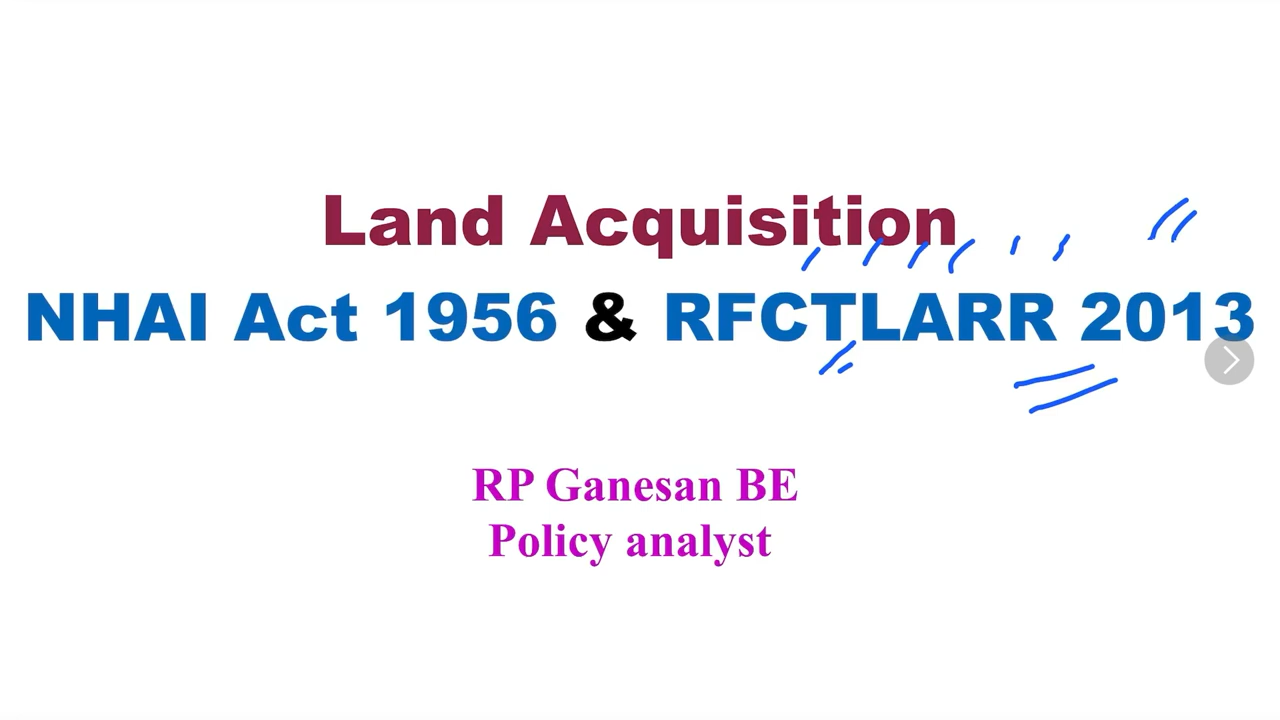 Land Acquisition
NHAI Act 1956 & RFCTLARR 2013
RP Ganesan BE
Policy analyst